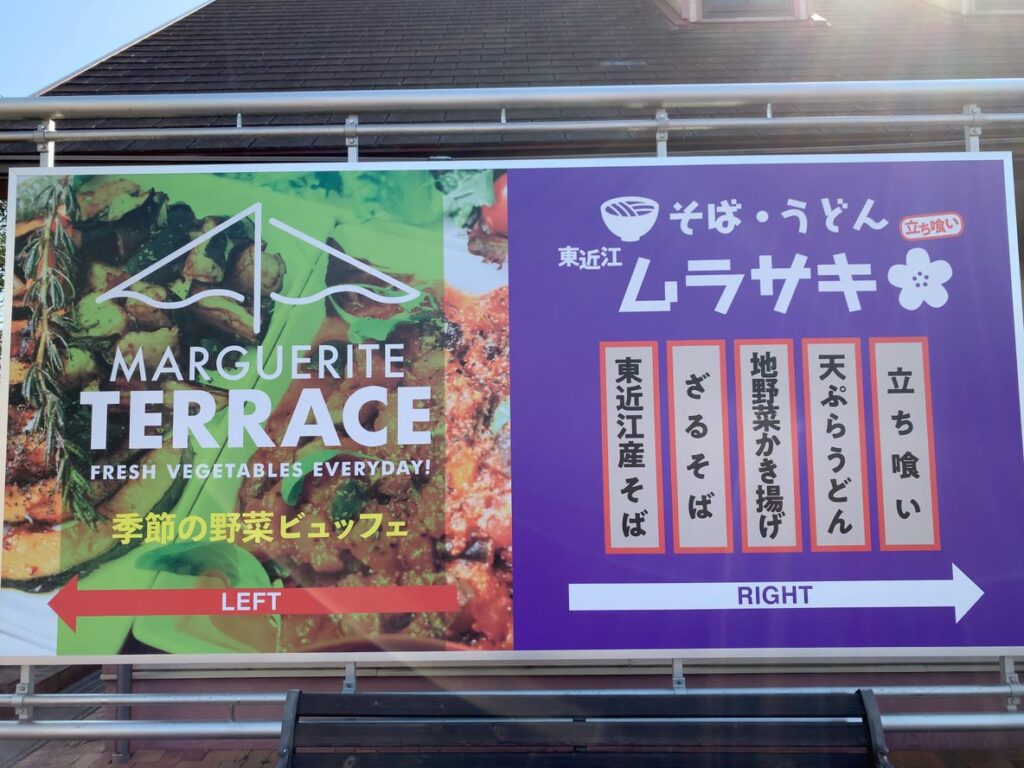 MARGUERITE
TERRACE
FRESH VEGETABLES EVERYDAY!
季節の野菜ビュッフェ
LEFT
そば・うどん
立ち喰い
東近江
ムラサキ
立ち喰い
天ぷらうどん
地野菜かき揚げ
ざるそば
東近江産そば
RIGHT